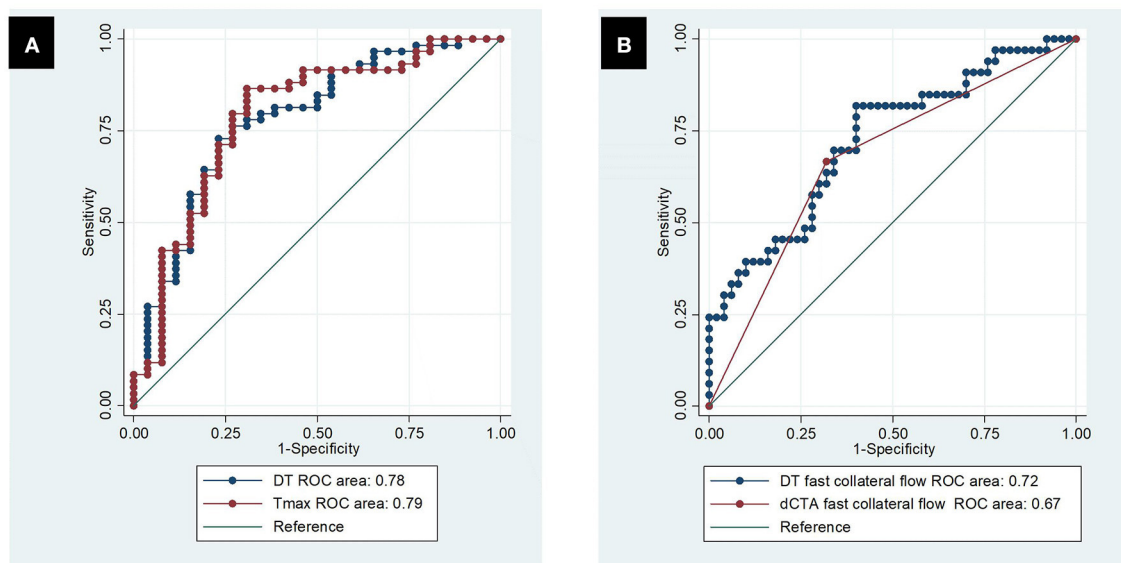 A
1.00
0.75
0.50
0.25
0.00
Sensitivity
0.00 0.25 0.50 0.75 1.00
1-Specificity
DT ROC area: 0.78
Tmax ROC area: 0.79
Reference
B
1.00
0.75
0.50
0.25
0.00
Sensitivity
0.00 0.25 0.50 0.75 1.00
1-Specificity
DT fast collateral flow ROC area: 0.72
dCTA fast collateral flow ROC area: 0.67
Reference